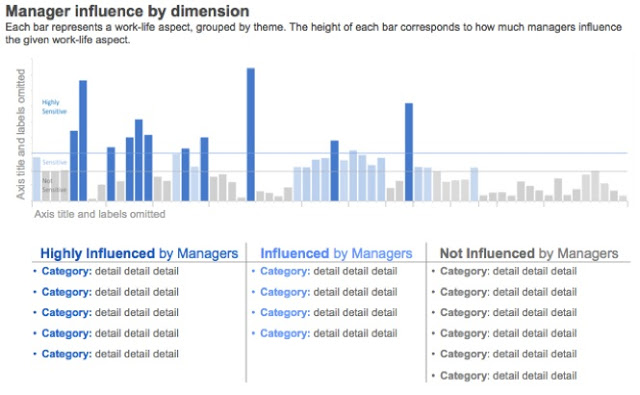 Manager influence by dimension
Each bar represents a work-life aspect, grouped by theme. The height of each bar corresponds to how much managers influence
the given work-life aspect.
Axis title and labels omitted
Highly
Sensitive
Sensitive
Not
Sensitive
Axis title and labels omitted
Highly Influenced by Managers
• Category: detail detail detail
• Category: detail detail detail
• Category: detail detail detail
• Category: detail detail detail
• Category: detail detail detail
Influenced by Managers
• Category: detail detail detail
• Category: detail detail detail
• Category: detail detail detail
• Category: detail detail detail
Not Influenced by Managers
• Category: detail detail detail
• Category: detail detail detail
• Category: detail detail detail
• Category: detail detail detail
• Category: detail detail detail
• Category: detail detail detail